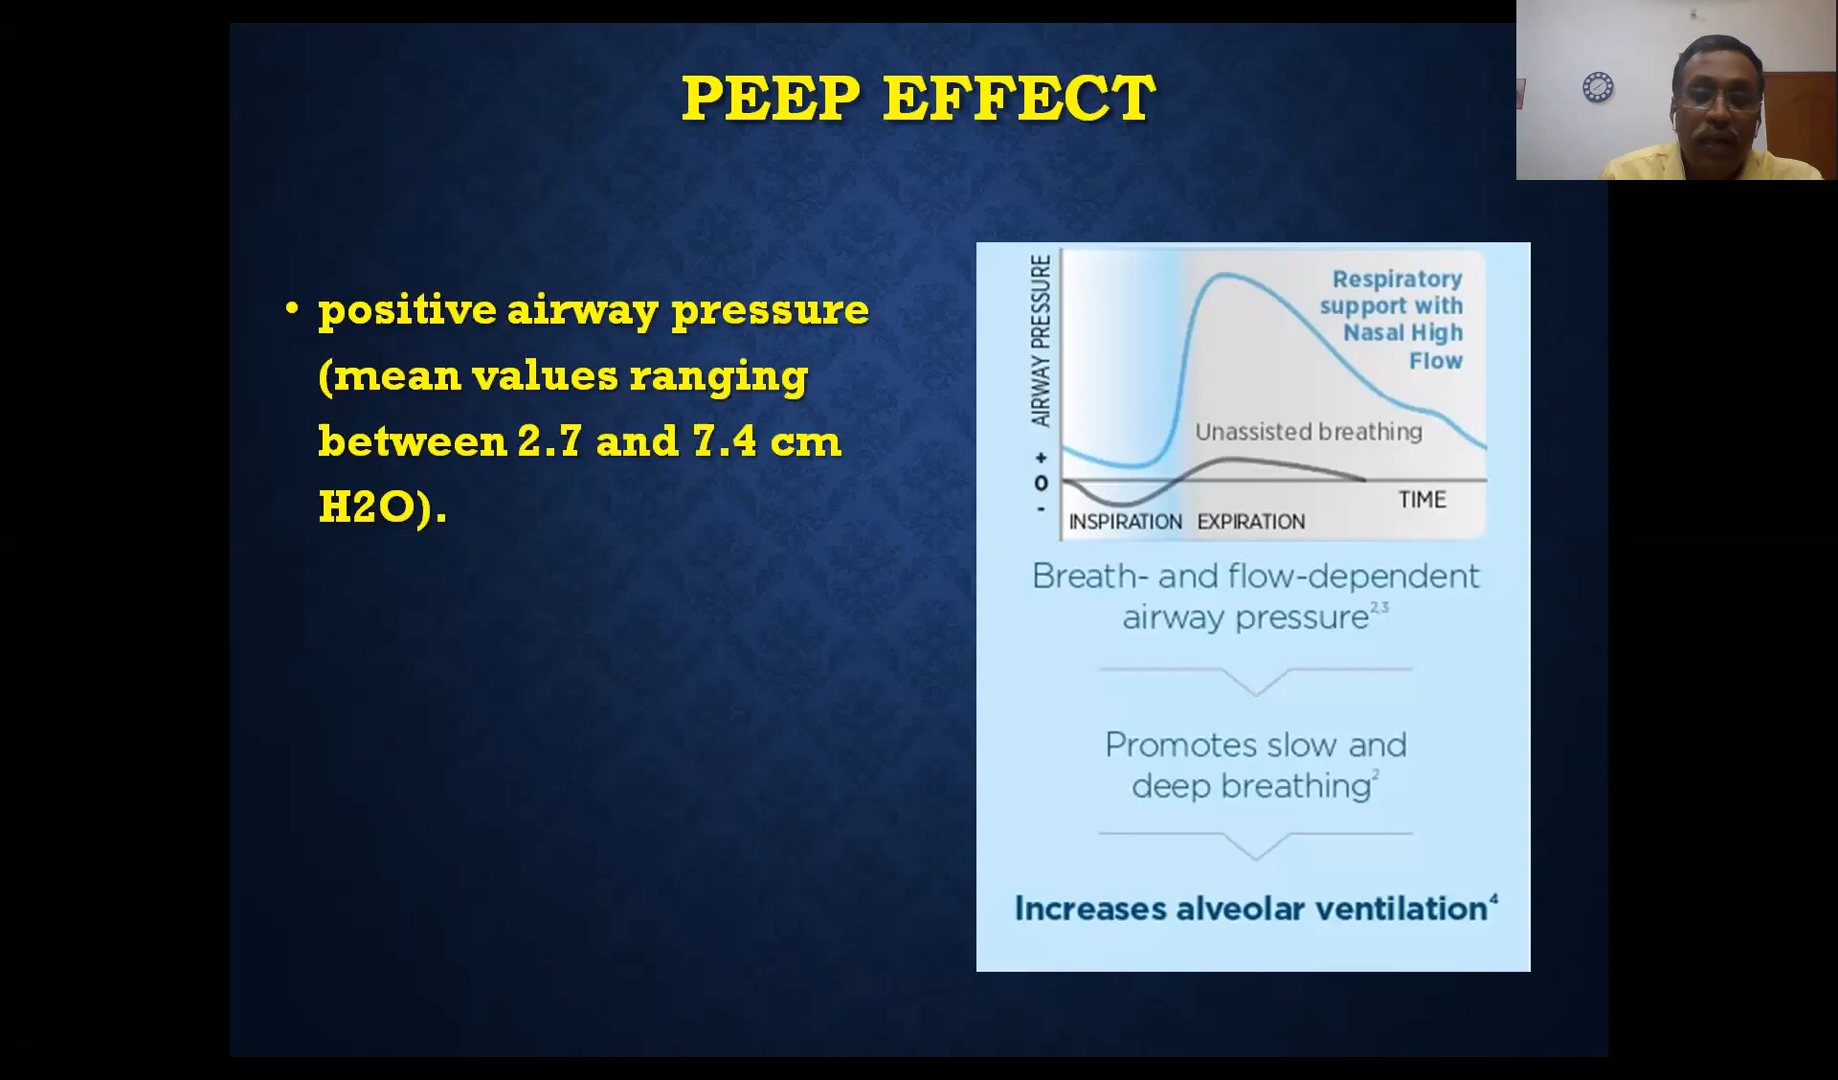 PEEP EFFECT
• positive airway pressure
(mean values ranging
between 2.7 and 7.4 cm
H2O).
AIRWAY PRESSURE
+
0
-
Respiratory
support with
Nasal High
Flow
Unassisted breathing
TIME
INSPIRATION EXPIRATION
Breath- and flow-dependent
airway pressure2,3
Promotes slow and
deep breathing2
Increases alveolar ventilation4